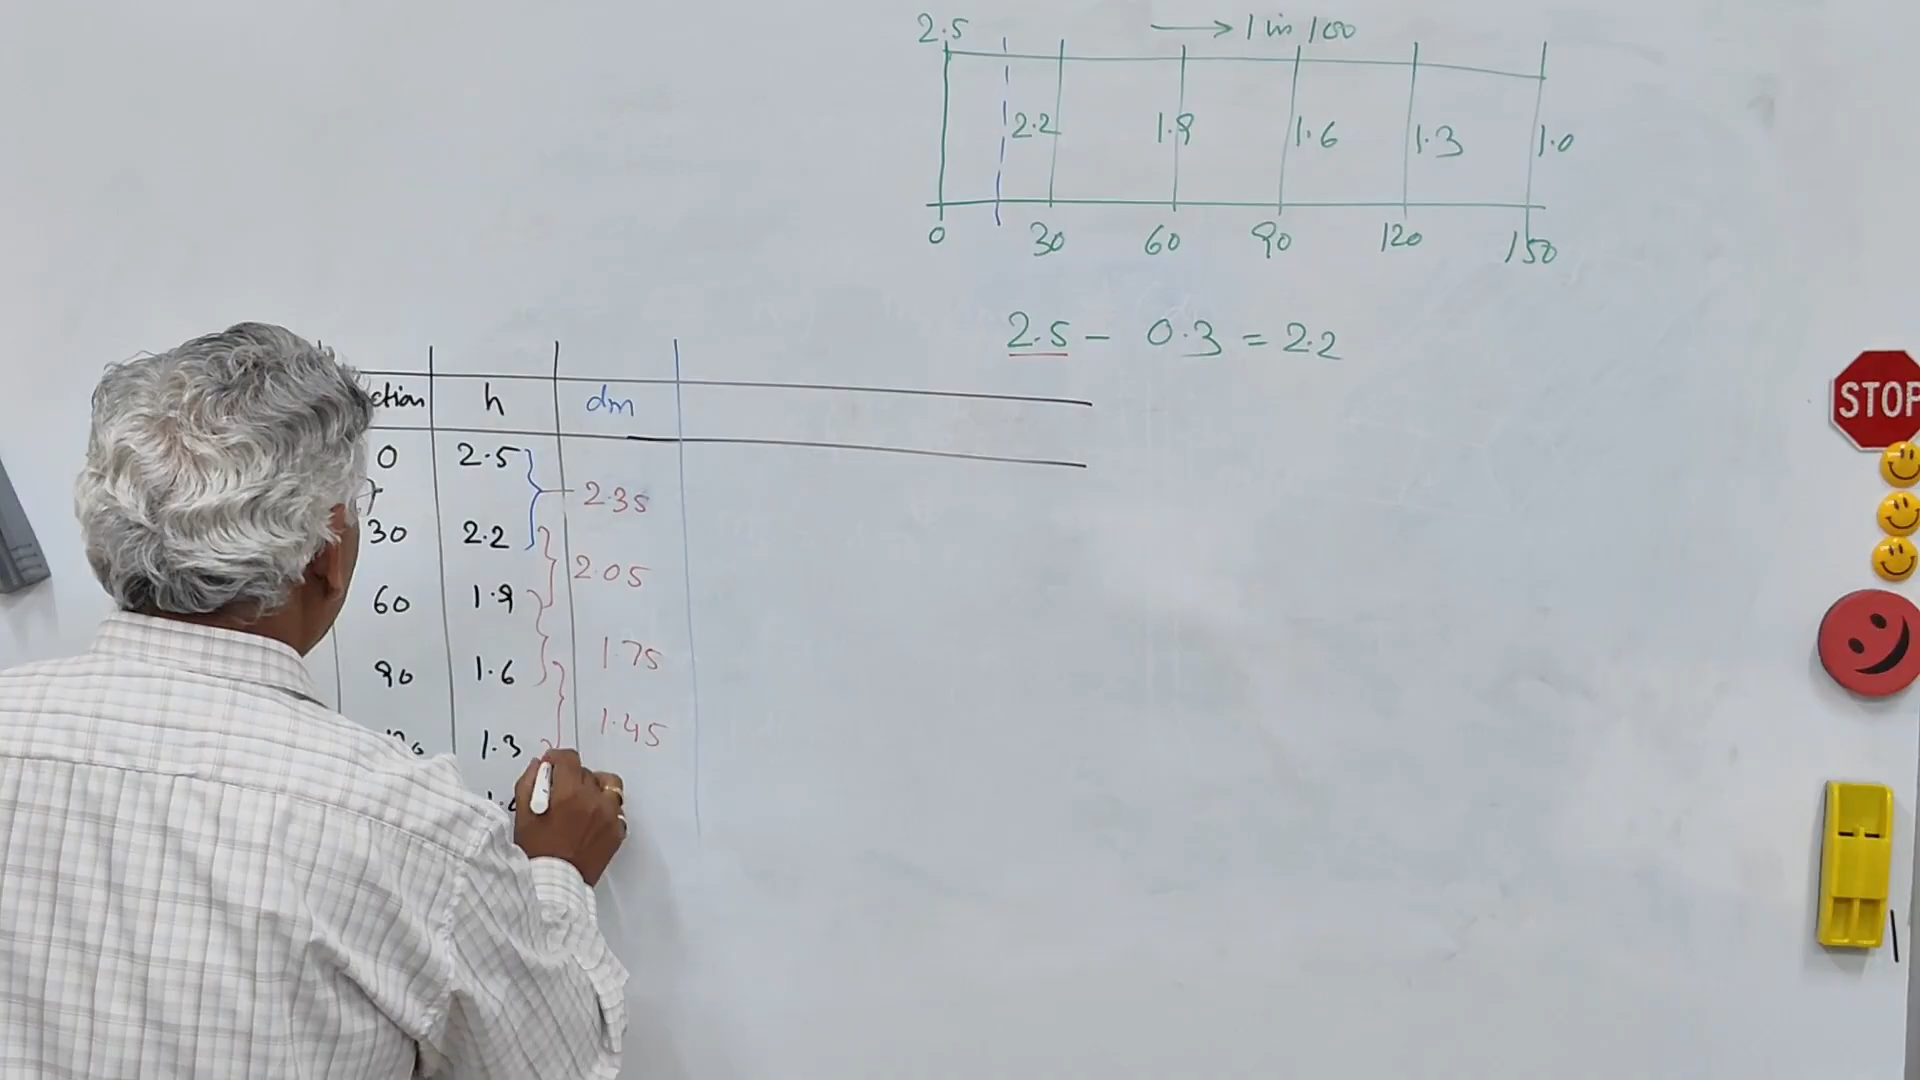 2.5 → 1 in 100
2.2 1.9 1.6 1.3 1.0
0 30 60 90 120 150
2.5 - 0.3 = 2.2
ction h dm
0 2.5 2.35
30 2.2 2.05
60 1.9 1.75
90 1.6 1.45
1.3
STOP